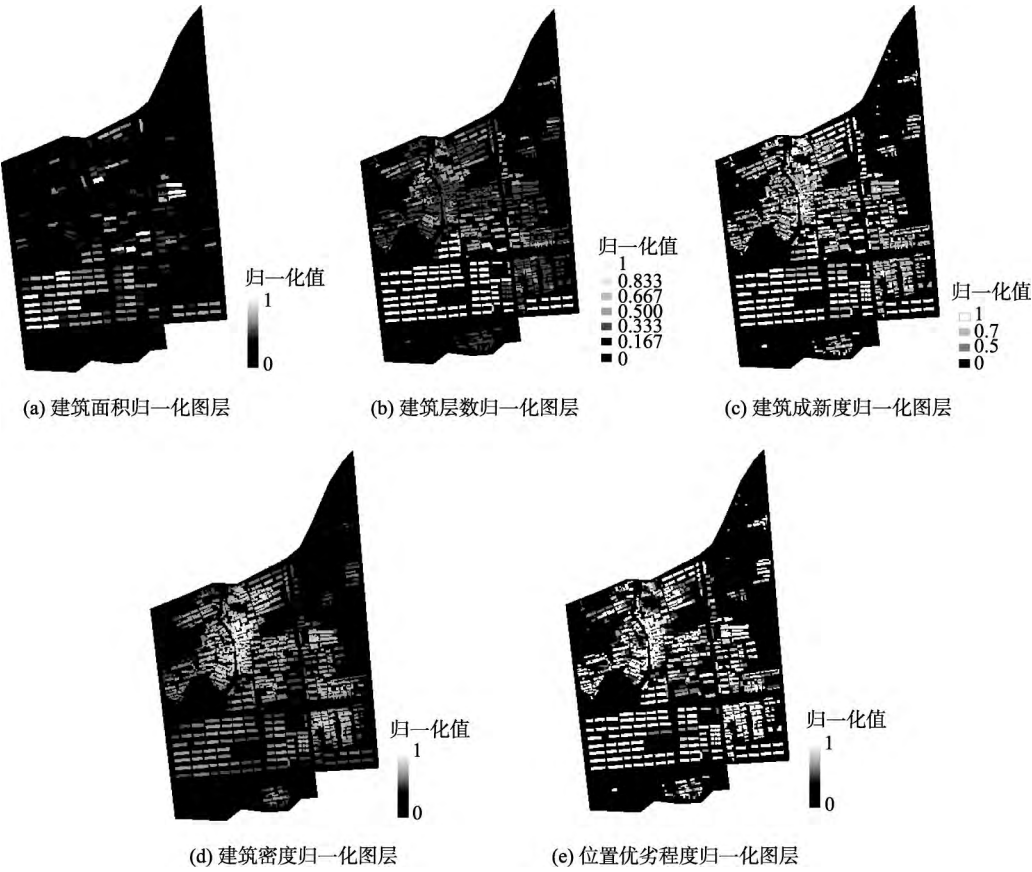 归一化值
1
0
(a) 建筑面积归一化图层
归一化值
1
0.833
0.667
0.500
0.333
0.167
0
(b) 建筑层数归一化图层
归一化值
1
0.7
0.5
0
(c) 建筑成新度归一化图层
归一化值
1
0
(d) 建筑密度归一化图层
归一化值
1
0
(e) 位置优劣程度归一化图层